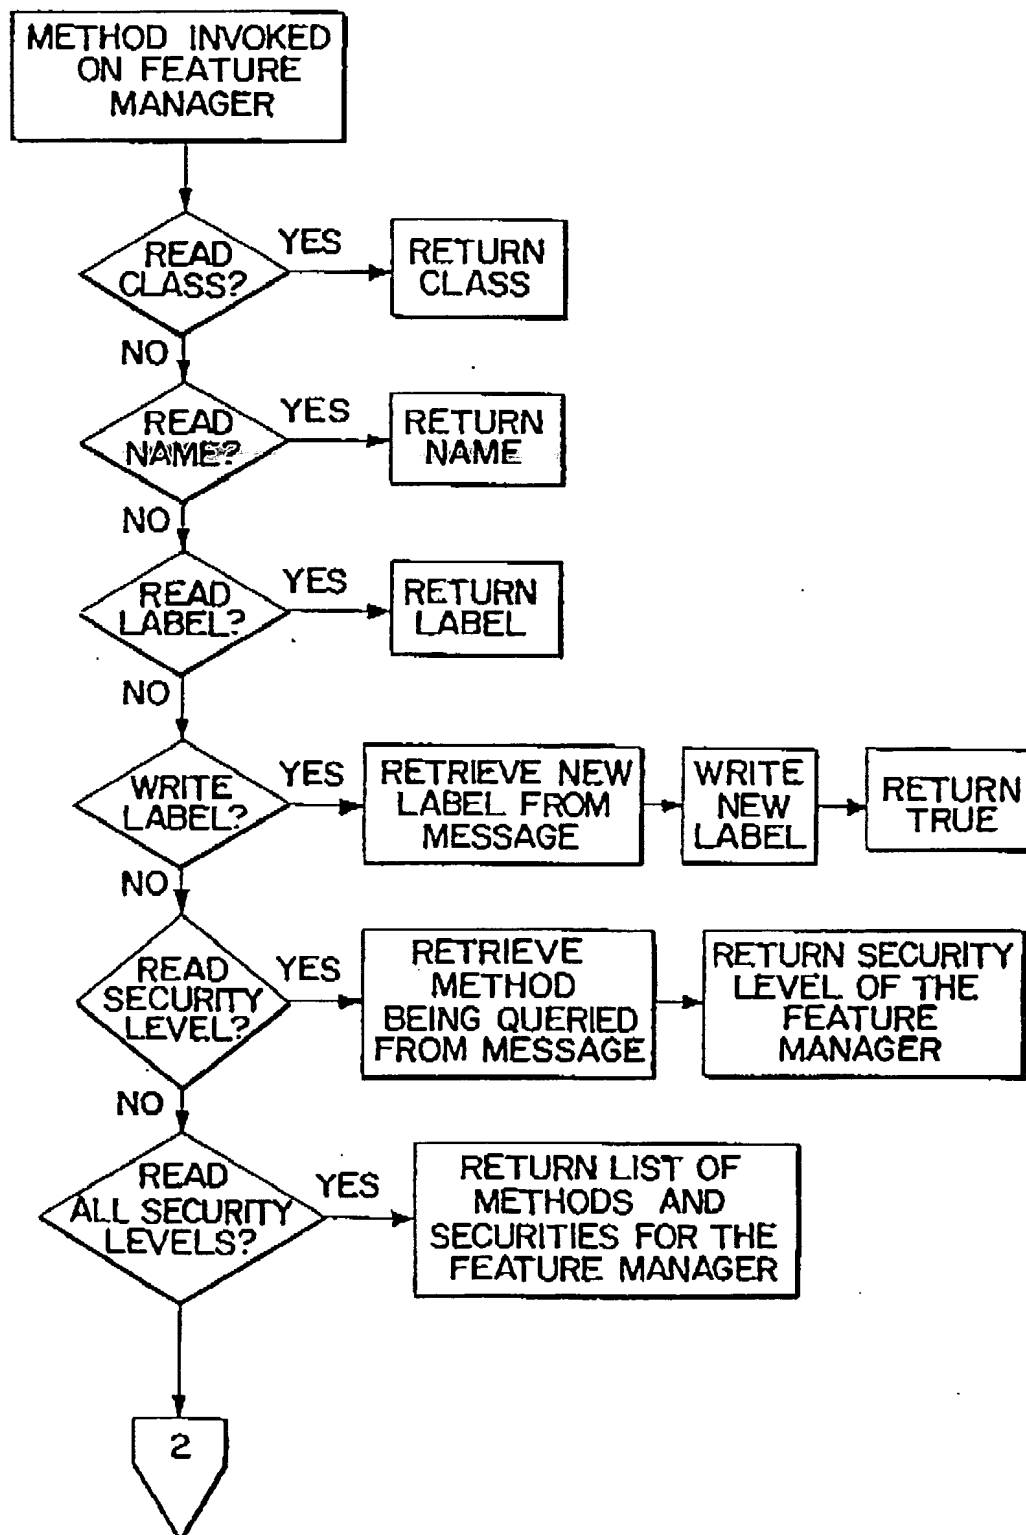 METHOD INVOKED
ON FEATURE
MANAGER
READ
CLASS?
YES
RETURN
CLASS
NO
READ
NAME?
YES
RETURN
NAME
NO
READ
LABEL?
YES
RETURN
LABEL
NO
WRITE
LABEL?
YES
RETRIEVE NEW
LABEL FROM
MESSAGE
WRITE
NEW
LABEL
RETURN
TRUE
NO
READ
SECURITY
LEVEL?
YES
RETRIEVE
METHOD
BEING QUERIED
FROM MESSAGE
RETURN SECURITY
LEVEL OF THE
FEATURE
MANAGER
NO
READ
ALL SECURITY
LEVELS?
YES
RETURN LIST OF
METHODS AND
SECURITIES FOR THE
FEATURE MANAGER
2